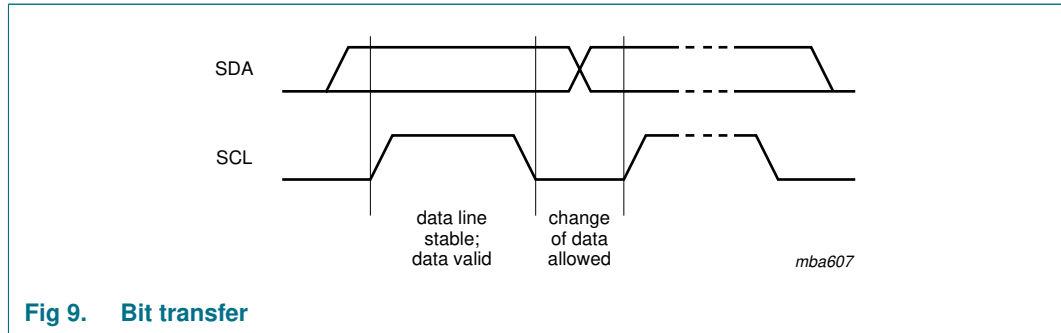 SDA
SCL
data line
stable;
data valid
change
of data
allowed
mba607
Fig 9. Bit transfer